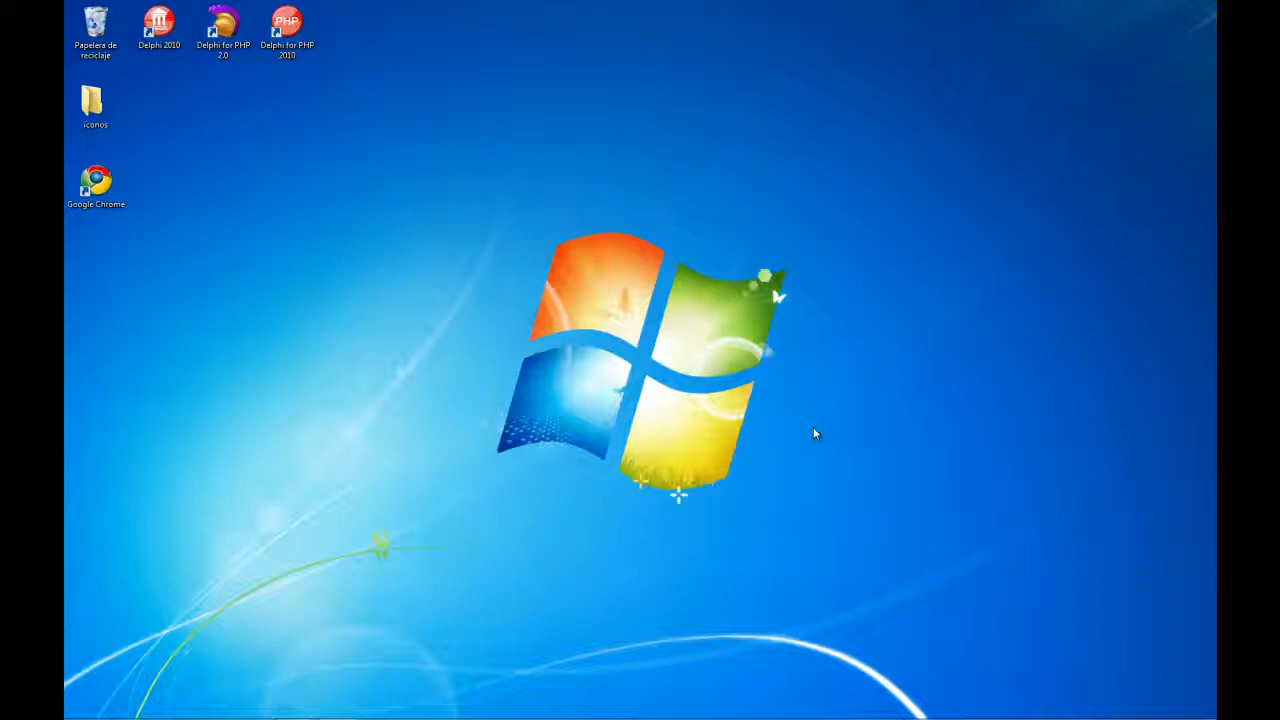 Papelera de
reciclaje
Delphi 2010
Delphi for PHP
2.0
PHP
Delphi for PHP
2010
iconos
Google Chrome